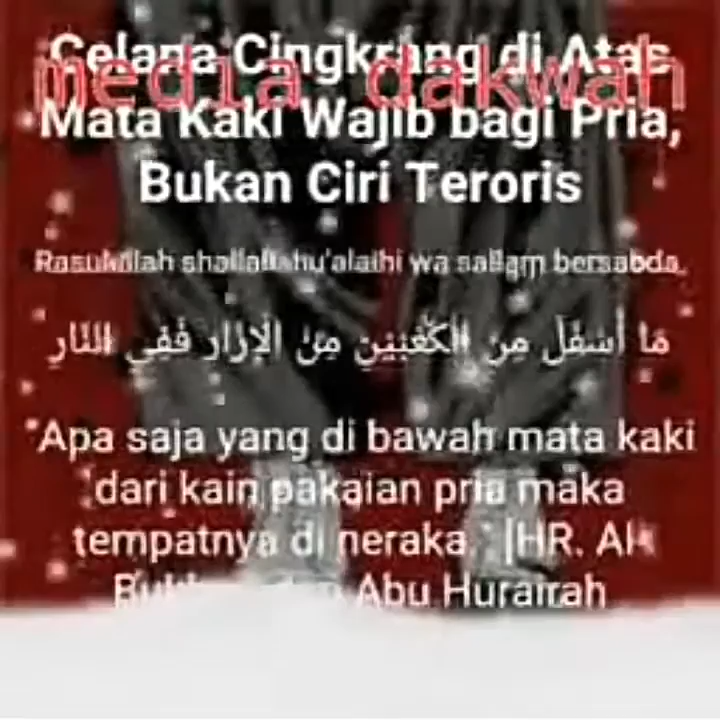 Celana Cingkrang di Atas
media dakwah
Mata Kaki Wajib bagi Pria,
Bukan Ciri Teroris
Rasulullah shallallahu'alaihi wa sallam bersabda,
مَا أَسْفَلَ مِنَ الْكَعْبَيْنِ مِنَ الْإِزَارِ فَفِي النَّارِ
"Apa saja yang di bawah mata kaki
dari kain pakaian pria maka
tempatnya di neraka." [HR. Al-
Abu Hurairah